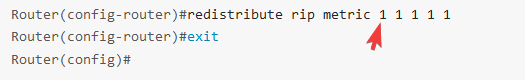 Router(config-router)#redistribute rip metric 1 1 1 1 1
Router(config-router)#exit
Router(config)#